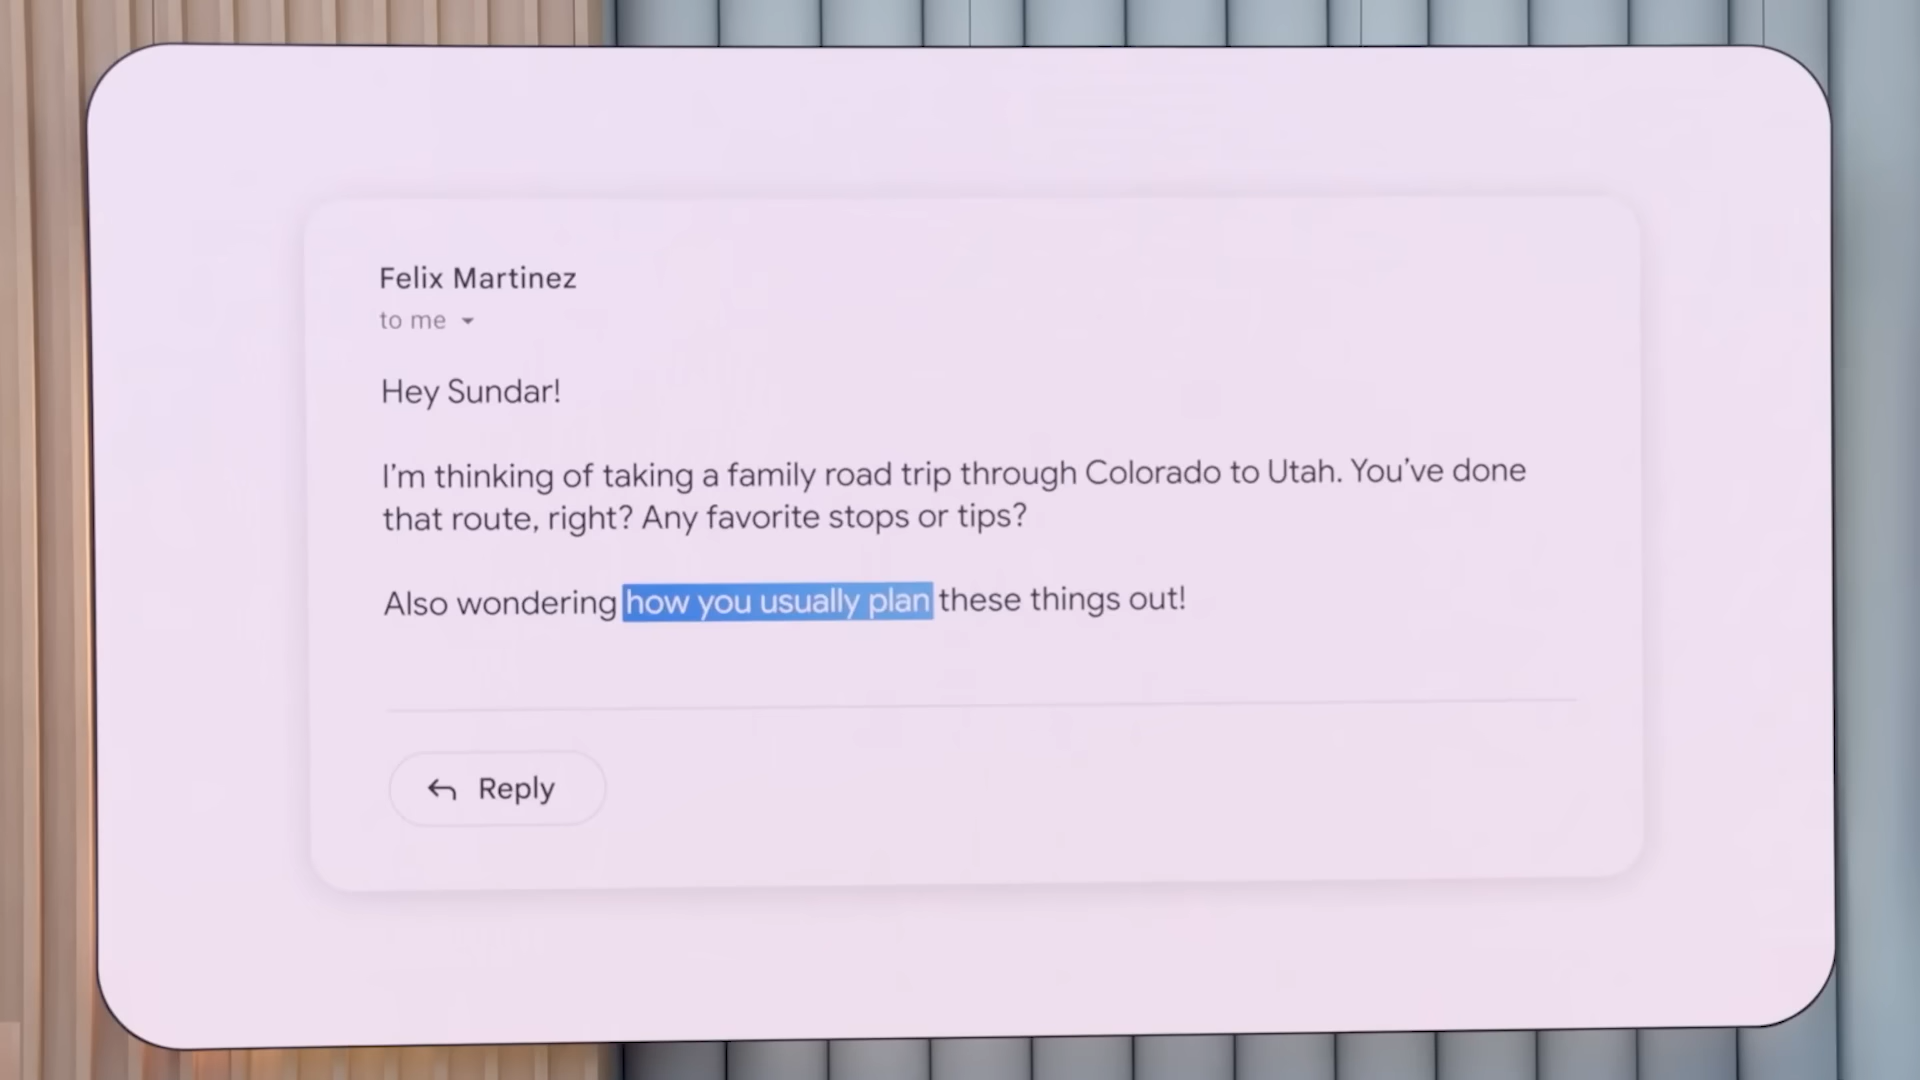 Felix Martinez
to me
Hey Sundar!
I’m thinking of taking a family road trip through Colorado to Utah. You’ve done
that route, right? Any favorite stops or tips?
Also wondering how you usually plan these things out!
Reply